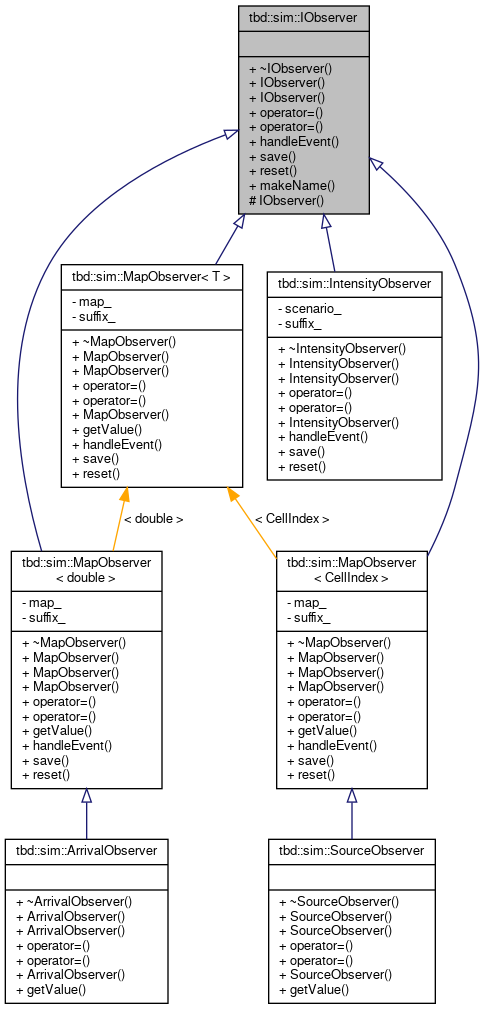 tbd::sim::IObserver
+ ~IObserver()
+ IObserver()
+ IObserver()
+ operator=()
+ operator=()
+ handleEvent()
+ save()
+ reset()
+ makeName()
# IObserver()
tbd::sim::MapObserver< T >
- map_
- suffix_
+ ~MapObserver()
+ MapObserver()
+ MapObserver()
+ operator=()
+ operator=()
+ MapObserver()
+ getValue()
+ handleEvent()
+ save()
+ reset()
tbd::sim::IntensityObserver
- scenario_
- suffix_
+ ~IntensityObserver()
+ IntensityObserver()
+ IntensityObserver()
+ operator=()
+ operator=()
+ IntensityObserver()
+ handleEvent()
+ save()
+ reset()
< double >
< CellIndex >
tbd::sim::MapObserver
< double >
- map_
- suffix_
+ ~MapObserver()
+ MapObserver()
+ MapObserver()
+ MapObserver()
+ operator=()
+ operator=()
+ getValue()
+ handleEvent()
+ save()
+ reset()
tbd::sim::MapObserver
< CellIndex >
- map_
- suffix_
+ ~MapObserver()
+ MapObserver()
+ MapObserver()
+ MapObserver()
+ operator=()
+ operator=()
+ getValue()
+ handleEvent()
+ save()
+ reset()
tbd::sim::ArrivalObserver
+ ~ArrivalObserver()
+ ArrivalObserver()
+ ArrivalObserver()
+ operator=()
+ operator=()
+ ArrivalObserver()
+ getValue()
tbd::sim::SourceObserver
+ ~SourceObserver()
+ SourceObserver()
+ SourceObserver()
+ operator=()
+ operator=()
+ SourceObserver()
+ getValue()